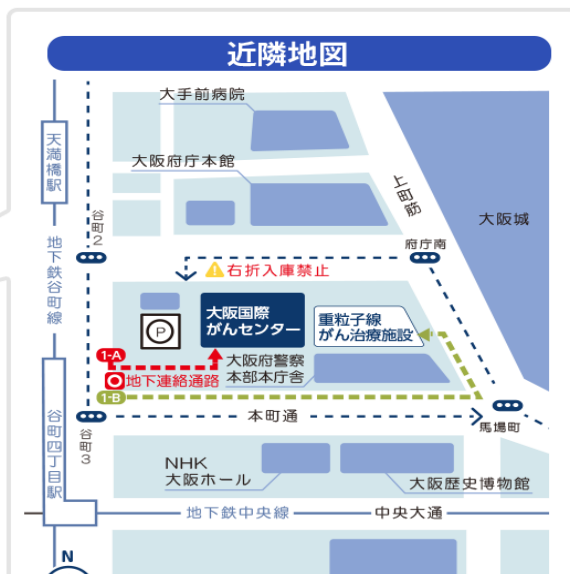 近隣地図
大手前病院
天満橋駅
大阪府庁本館
上町筋
大阪城
谷町2
地下鉄谷町線
府庁南
右折入庫禁止
P
大阪国際
がんセンター
重粒子線
がん治療施設
1-A
地下連絡通路
大阪府警察
本部本庁舎
1-B
本町通
馬場町
谷町3
谷町四丁目駅
NHK
大阪ホール
大阪歴史博物館
地下鉄中央線
中央大通
N